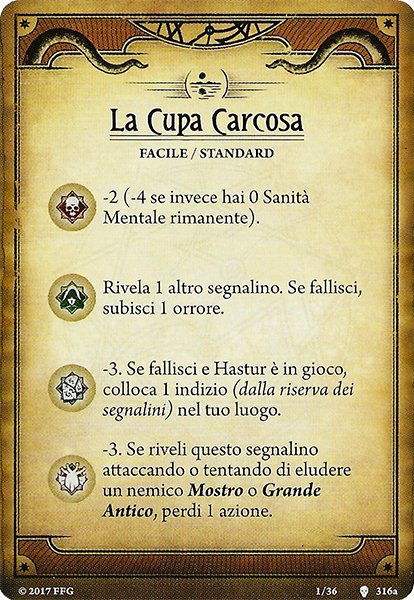 La Cupa Carcosa
FACILE / STANDARD
-2 (-4 se invece hai 0 Sanità
Mentale rimanente).
Rivela 1 altro segnalino. Se fallisci,
subisci 1 orrore.
-3. Se fallisci e Hastur è in gioco,
colloca 1 indizio (dalla riserva dei
segnalini) nel tuo luogo.
-3. Se riveli questo segnalino
attaccando o tentando di eludere
un nemico Mostro o Grande
Antico, perdi 1 azione.
© 2017 FFG 1/36 316a